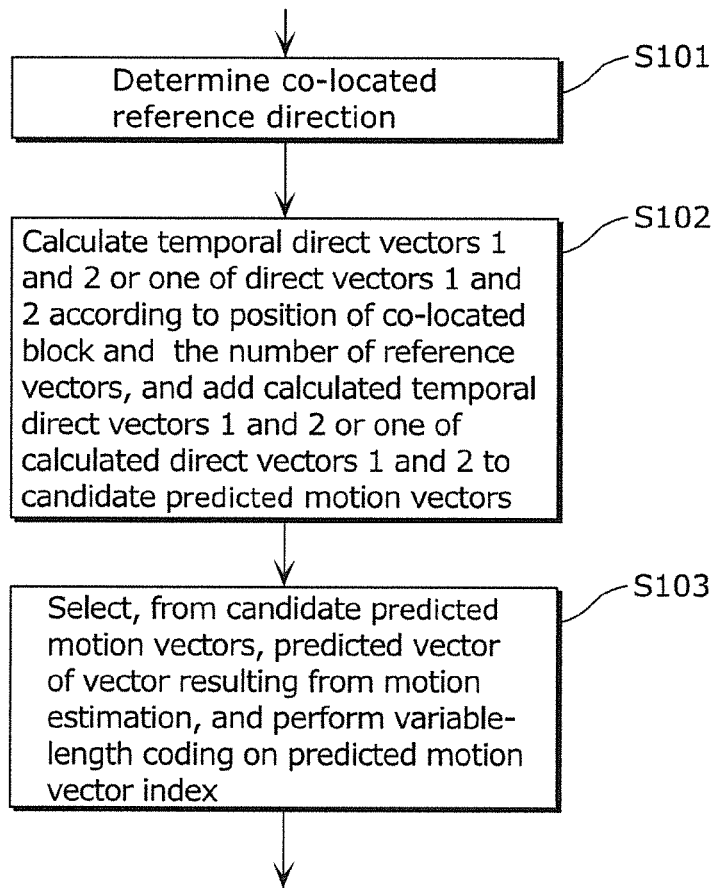 S101
Determine co-located
reference direction
S102
Calculate temporal direct vectors 1
and 2 or one of direct vectors 1 and
2 according to position of co-located
block and the number of reference
vectors, and add calculated temporal
direct vectors 1 and 2 or one of
calculated direct vectors 1 and 2 to
candidate predicted motion vectors
S103
Select, from candidate predicted
motion vectors, predicted vector
of vector resulting from motion
estimation, and perform variable-
length coding on predicted motion
vector index